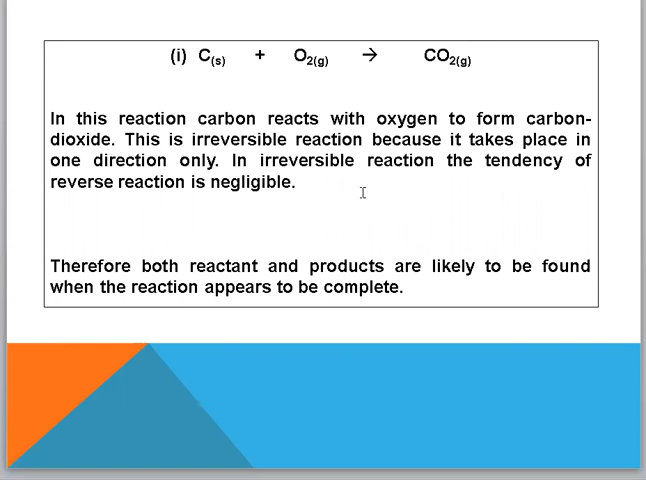 (i) C(s) + O2(g) → CO2(g)
In this reaction carbon reacts with oxygen to form carbon-
dioxide. This is irreversible reaction because it takes place in
one direction only. In irreversible reaction the tendency of
reverse reaction is negligible.
Therefore both reactant and products are likely to be found
when the reaction appears to be complete.